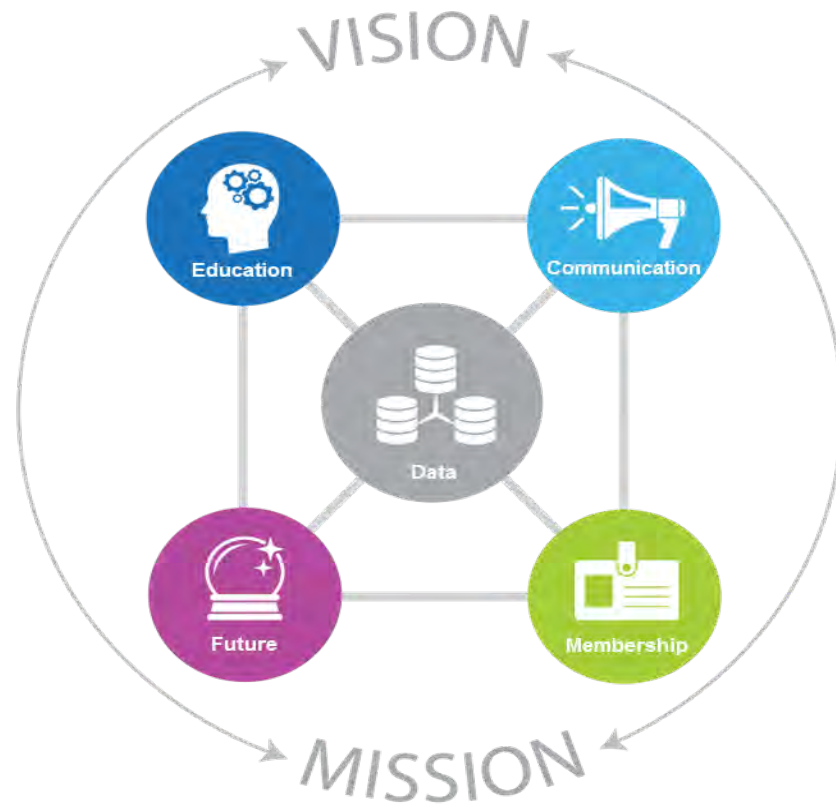 VISION
Education
Communication
Data
Future
Membership
MISSION